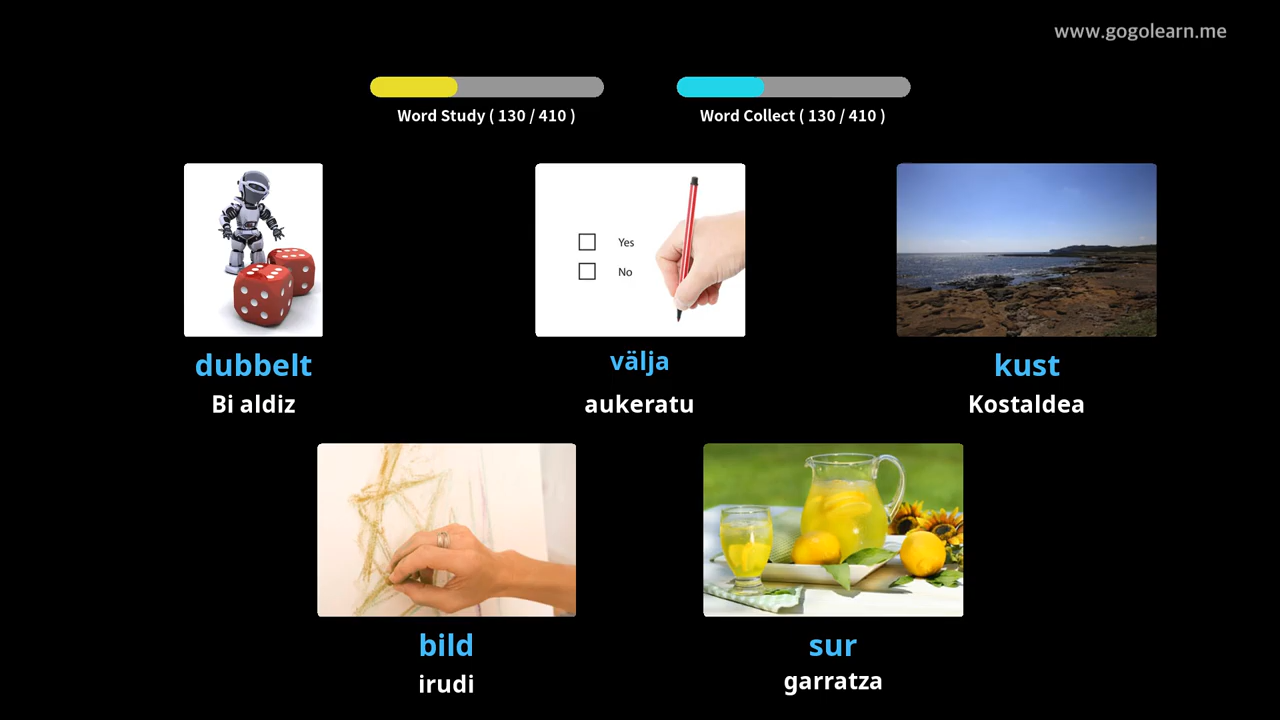 www.gogolearn.me
Word Study ( 130 / 410 )
Word Collect ( 130 / 410 )
Yes
No
dubbelt
välja
kust
Bi aldiz
aukeratu
Kostaldea
bild
sur
irudi
garratza